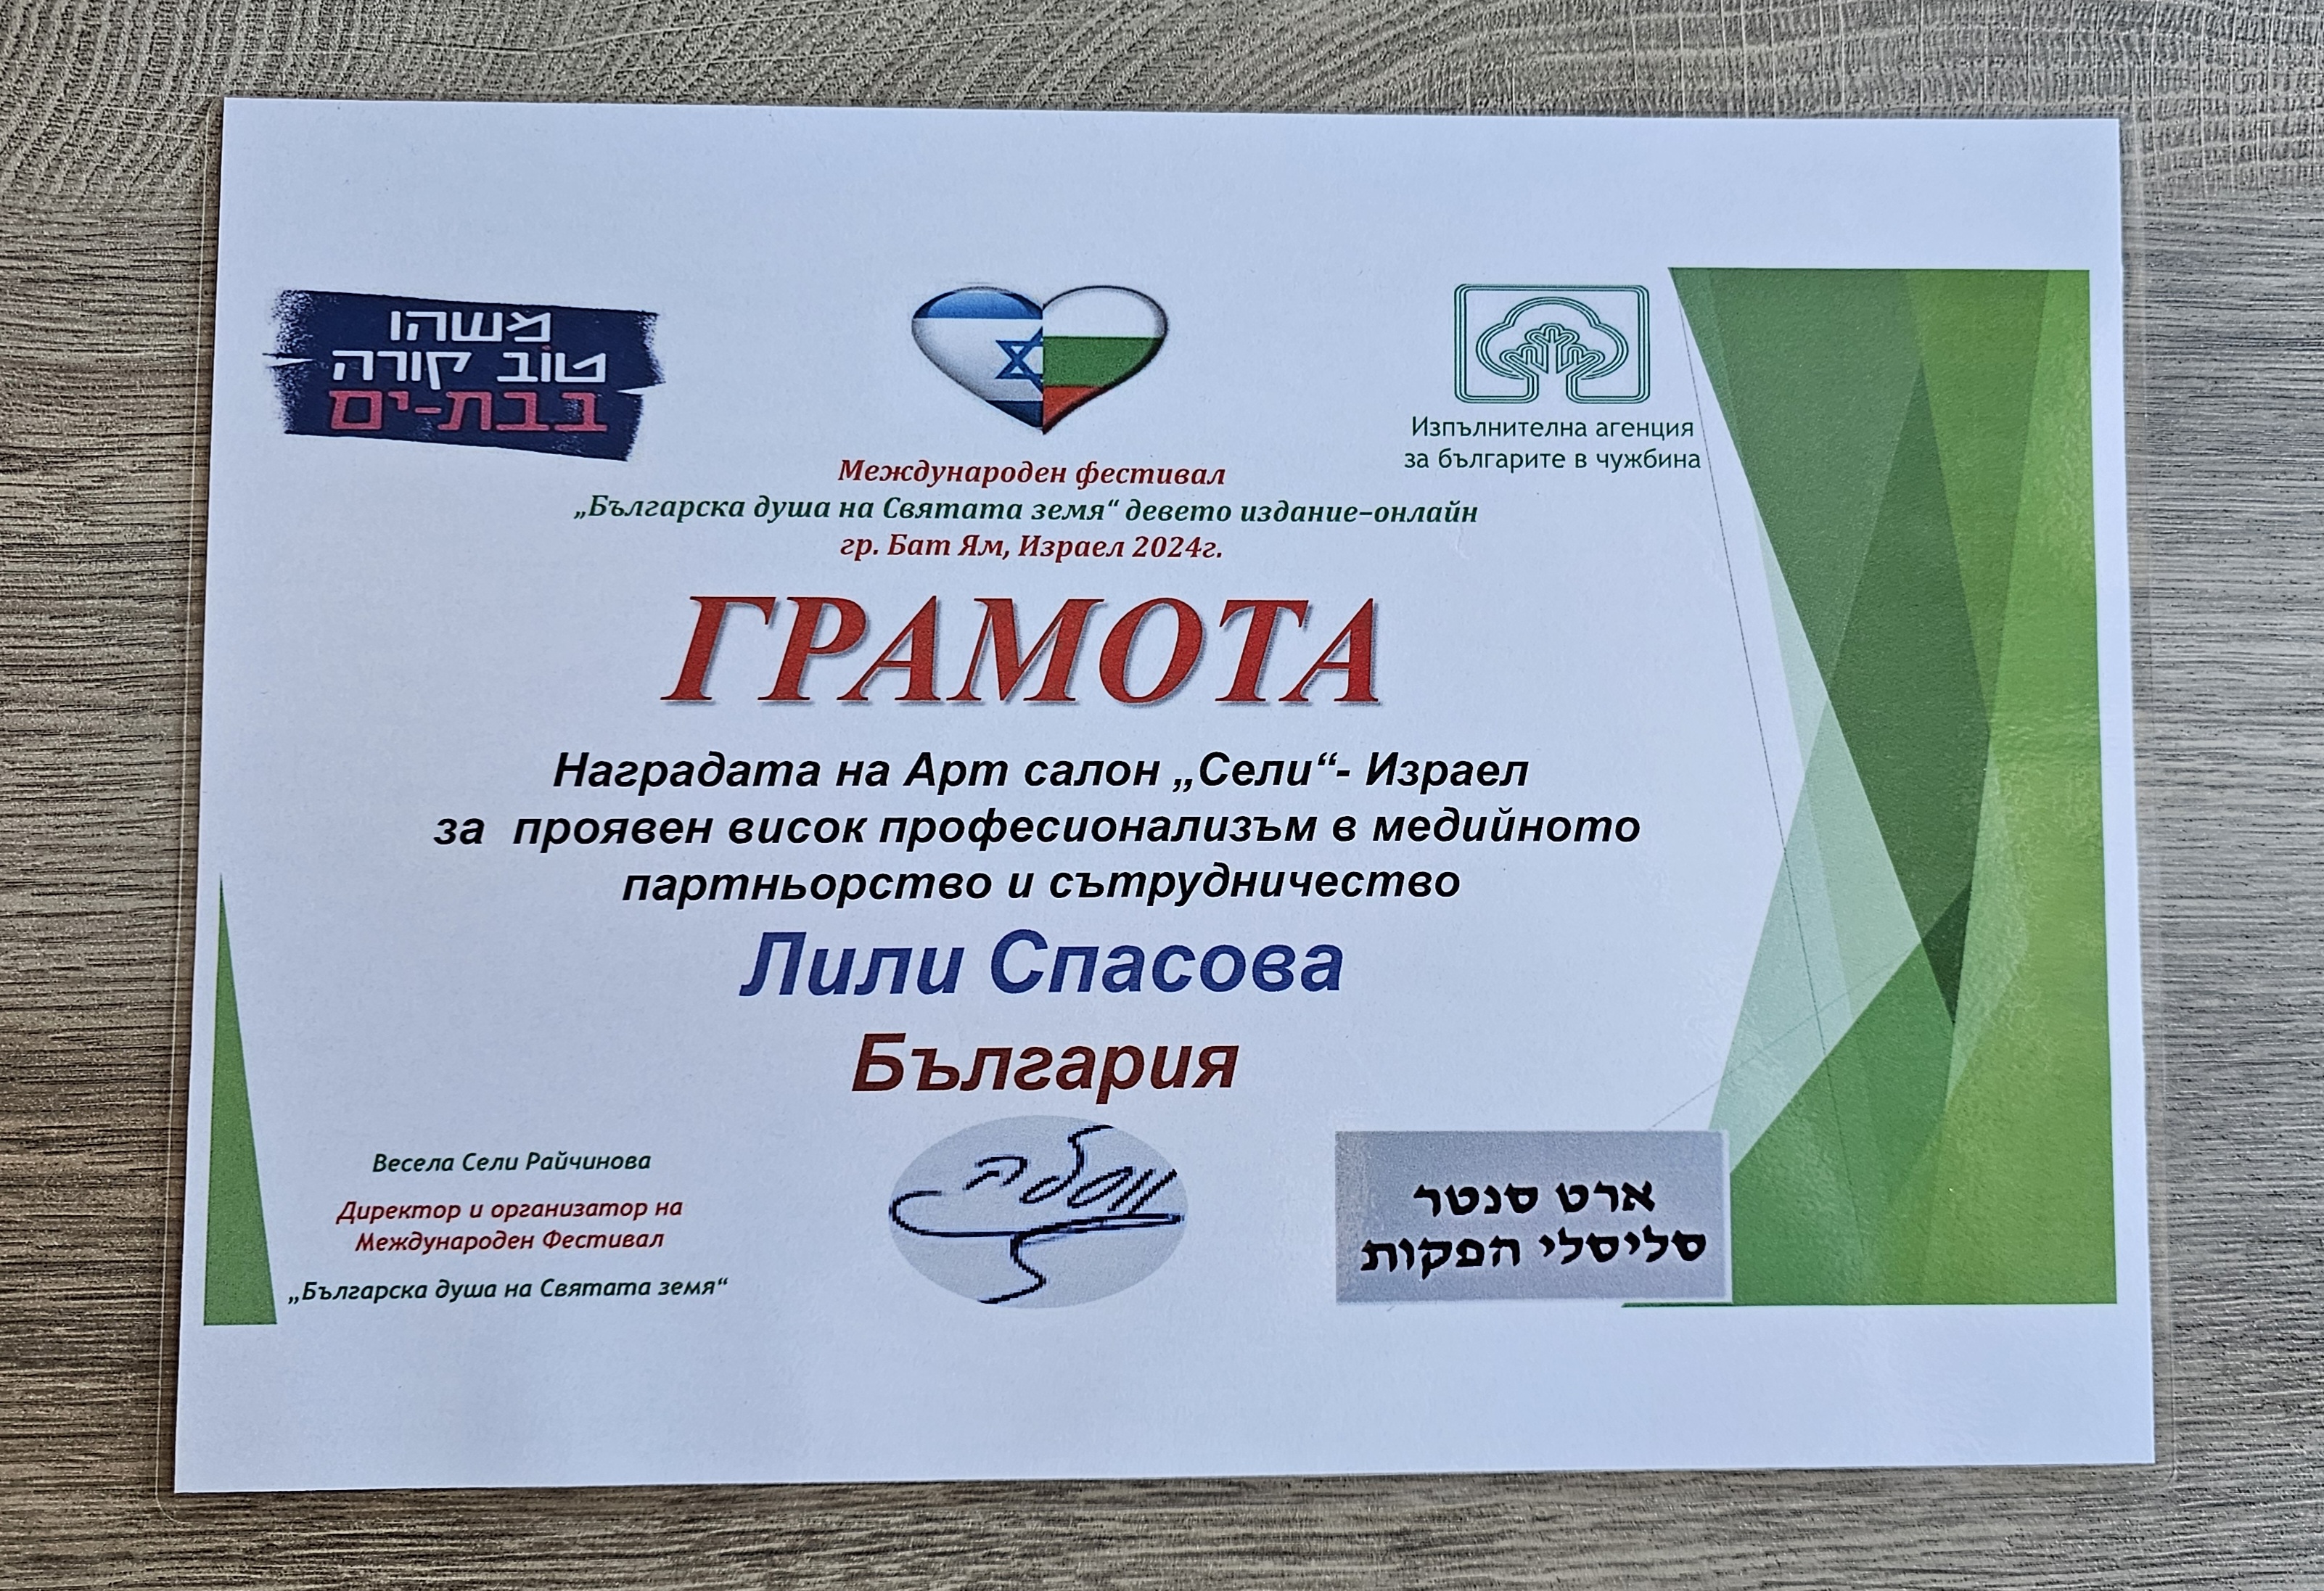 משהו
טוב קורה
בבת-ים
Изпълнителна агенция
за българите в чужбина
Международен фестивал
„Българска душа на Святата земя“ девето издание–онлайн
гр. Бат Ям, Израел 2024г.
ГРАМОТА
Наградата на Арт салон „Сели“- Израел
за проявен висок професионализъм в медийното
партньорство и сътрудничество
Лили Спасова
България
Весела Сели Райчинова
Директор и организатор на
Международен Фестивал
„Българска душа на Святата земя“
ארט סנטר
סליסלי הפקות